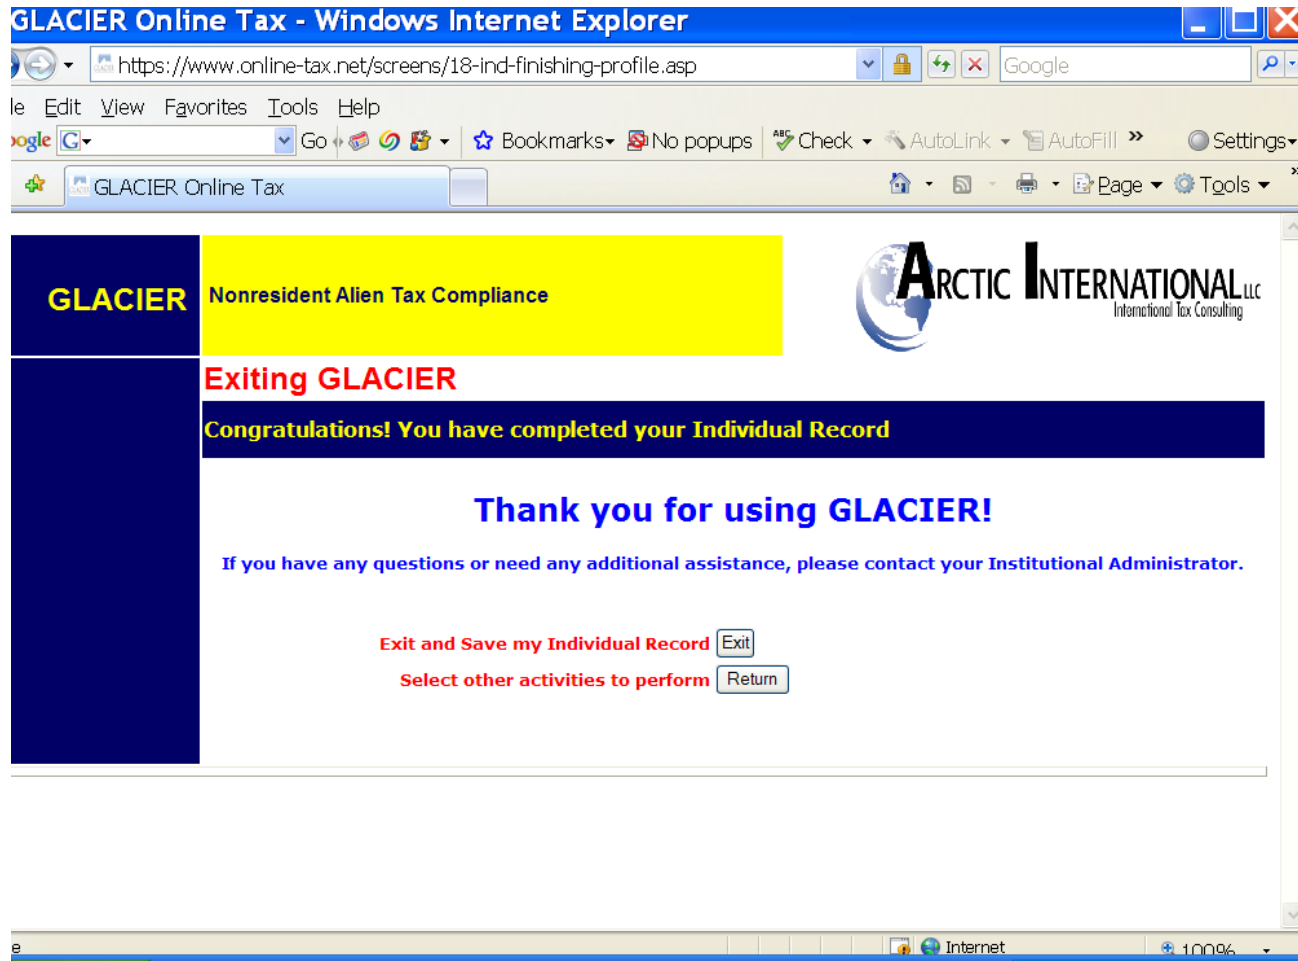 GLACIER Online Tax - Windows Internet Explorer
https://www.online-tax.net/screens/18-ind-finishing-profile.asp
Google
le Edit View Favorites Tools Help
oogle G Go Bookmarks No popups ABC Check AutoLink AutoFill » Settings
GLACIER Online Tax
Page Tools »
GLACIER
Nonresident Alien Tax Compliance
ARCTIC INTERNATIONAL LLC
International Tax Consulting
Exiting GLACIER
Congratulations! You have completed your Individual Record
Thank you for using GLACIER!
If you have any questions or need any additional assistance, please contact your Institutional Administrator.
Exit and Save my Individual Record Exit
Select other activities to perform Return
e Internet 100%